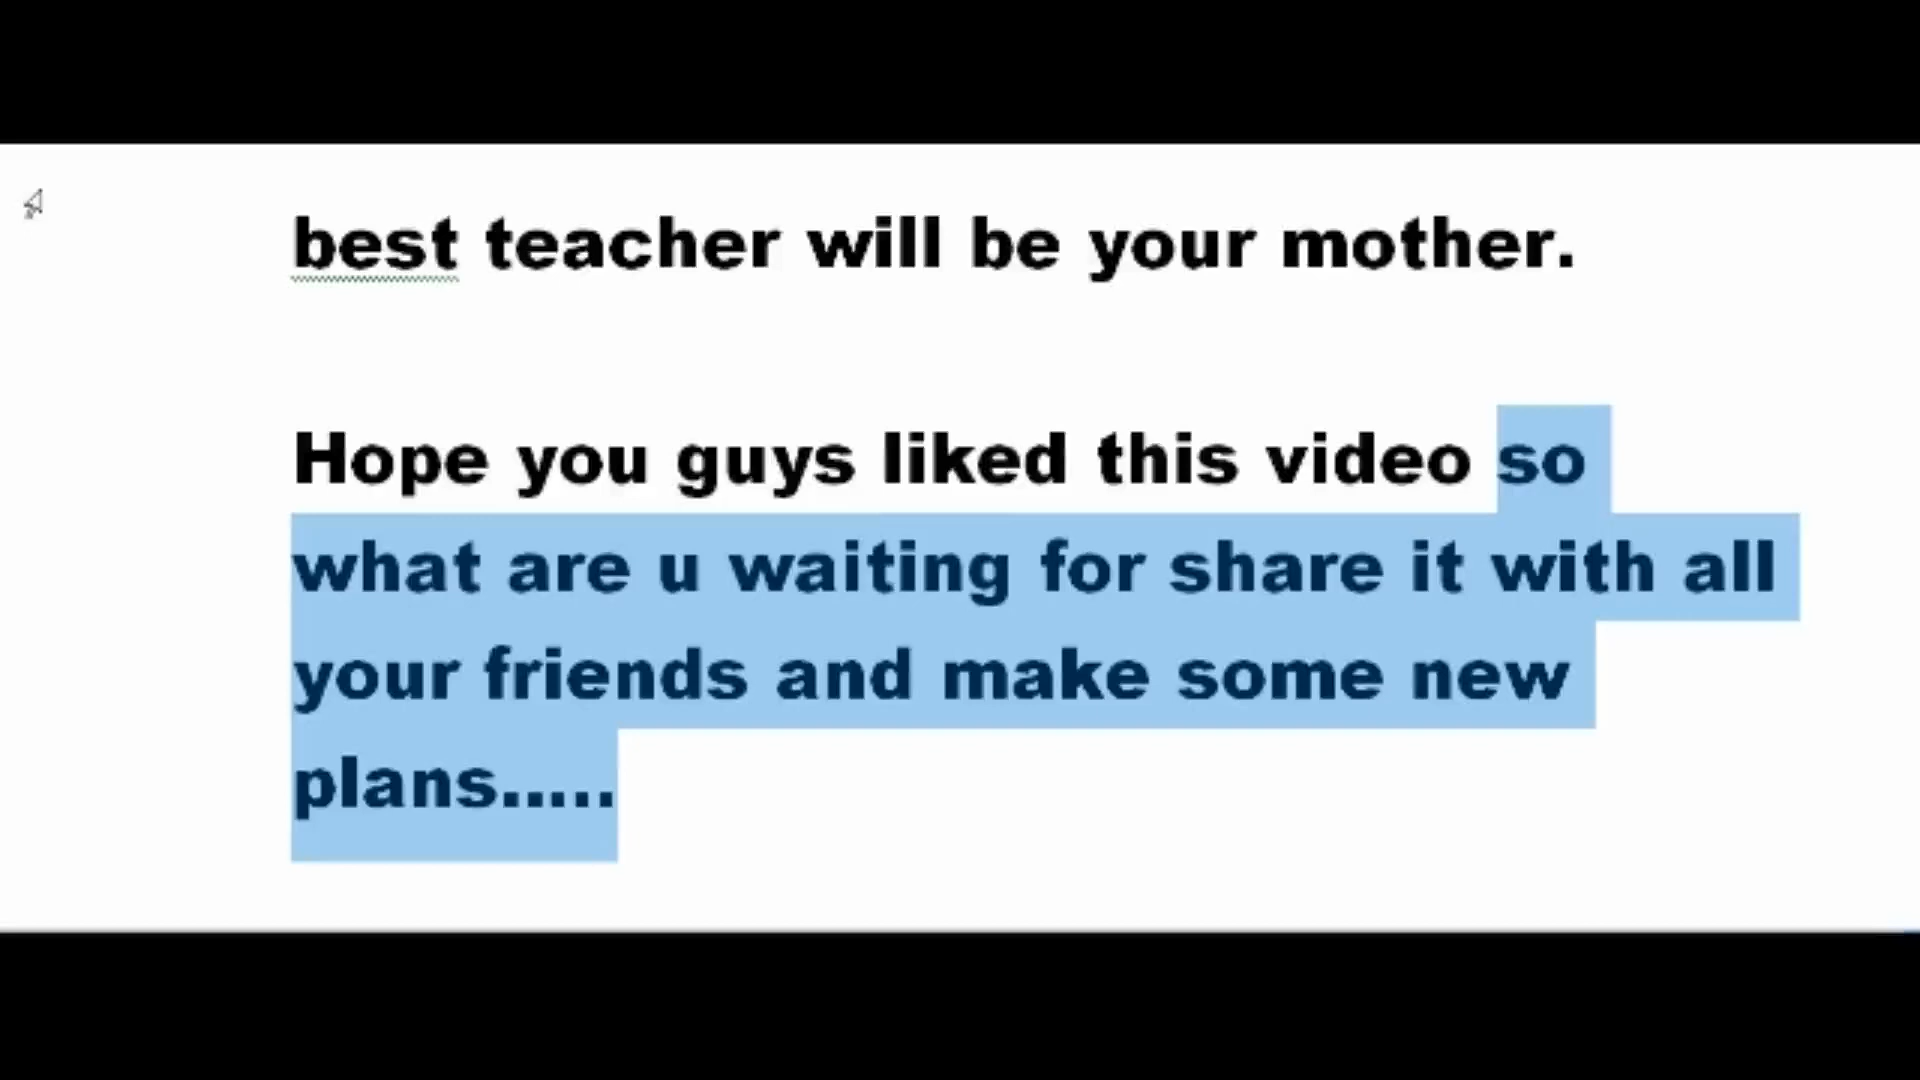 best teacher will be your mother.
Hope you guys liked this video so
what are u waiting for share it with all
your friends and make some new
plans.....